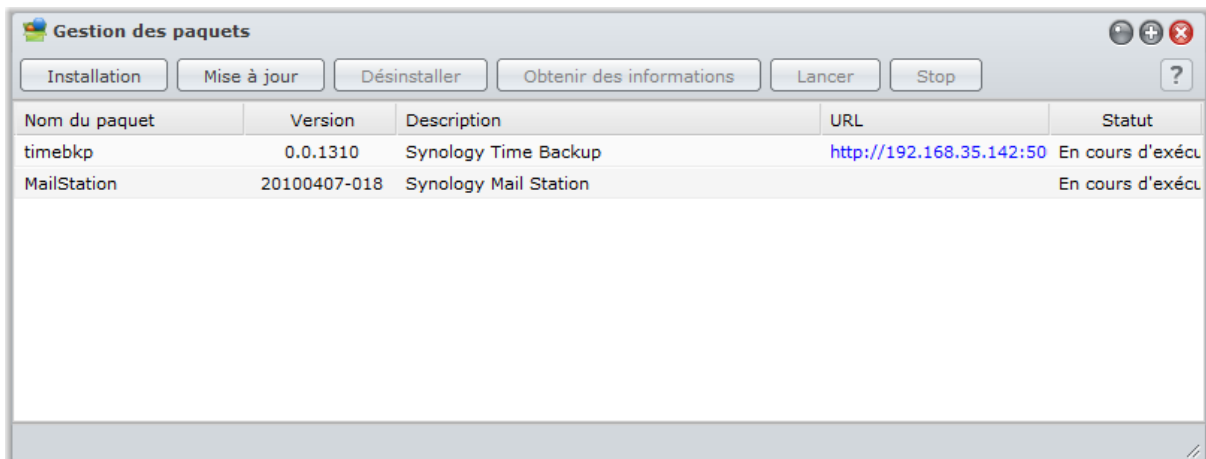 Gestion des paquets
Installation Mise à jour Désinstaller Obtenir des informations Lancer Stop ?
Nom du paquet Version Description URL Statut
timebkp 0.0.1310 Synology Time Backup http://192.168.35.142:50 En cours d'exécu
MailStation 20100407-018 Synology Mail Station En cours d'exécu